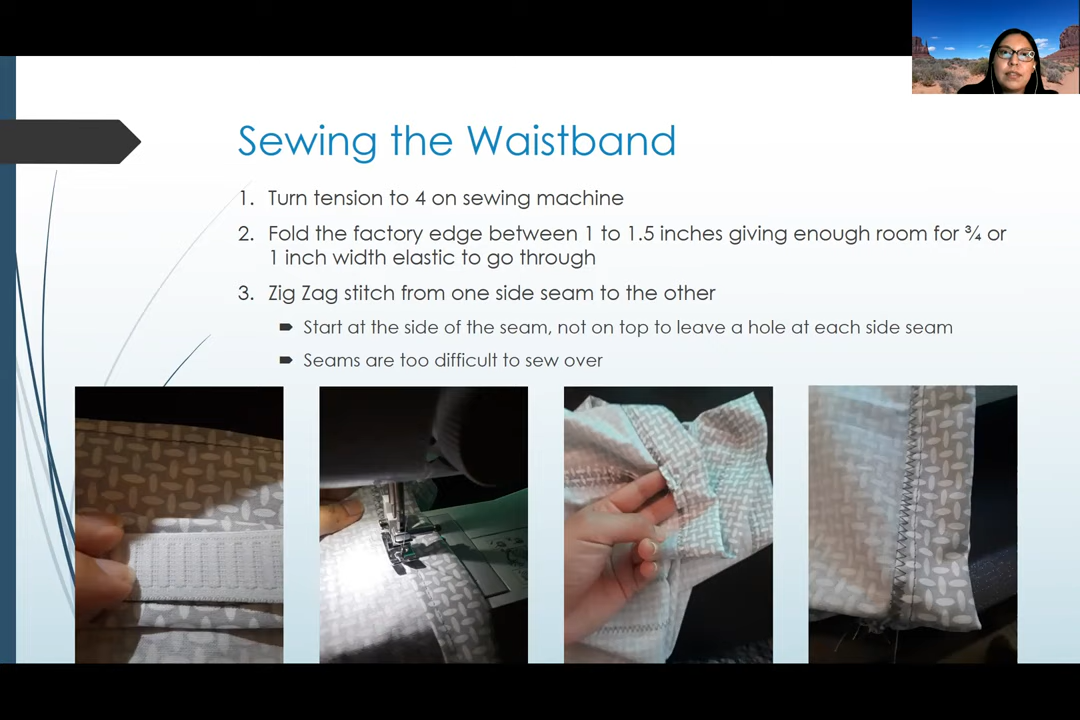 Sewing the Waistband
1. Turn tension to 4 on sewing machine
2. Fold the factory edge between 1 to 1.5 inches giving enough room for ¾ or
1 inch width elastic to go through
3. Zig Zag stitch from one side seam to the other
Start at the side of the seam, not on top to leave a hole at each side seam
Seams are too difficult to sew over